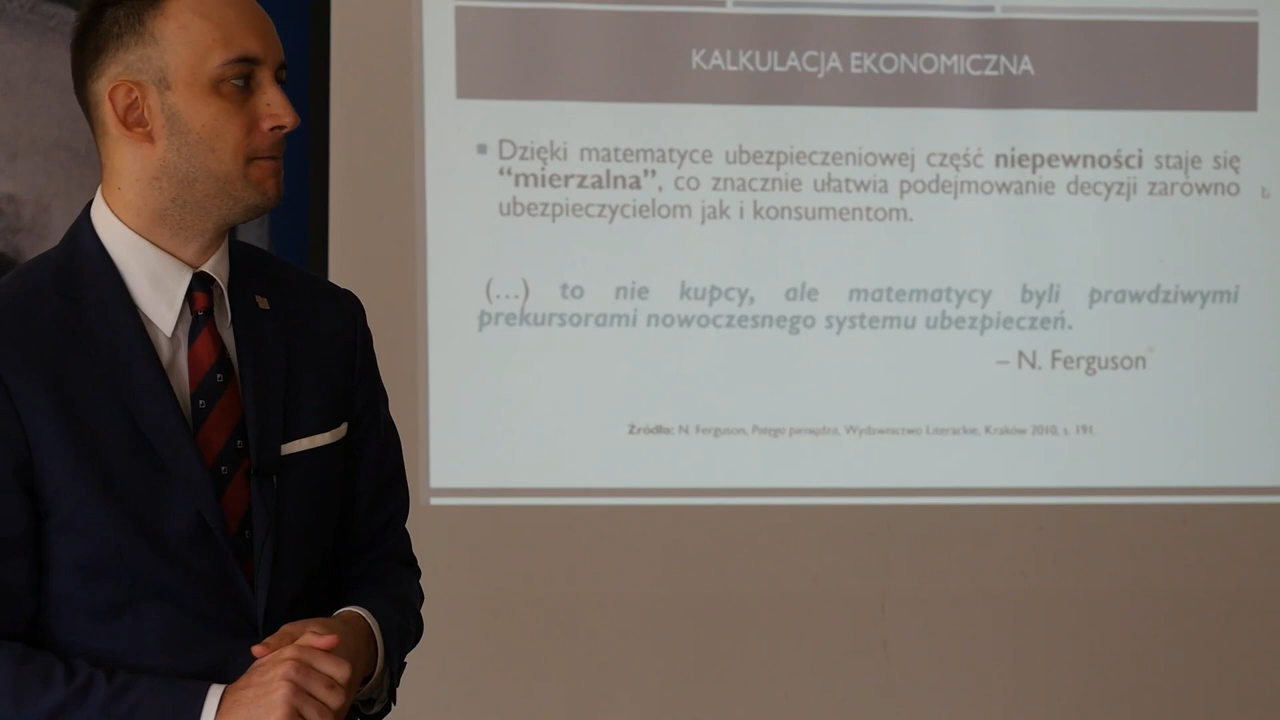 KALKULACJA EKONOMICZNA
Dzięki matematyce ubezpieczeniowej część niepewności staje się
“mierzalna”, co znacznie ułatwia podejmowanie decyzji zarówno
ubezpieczycielom jak i konsumentom.
(...) to nie kupcy, ale matematycy byli prawdziwymi
prekursorami nowoczesnego systemu ubezpieczeń.
– N. Ferguson
Źródło: N. Ferguson, Potęga pieniądza, Wydawnictwo Literackie, Kraków 2010, s. 191.